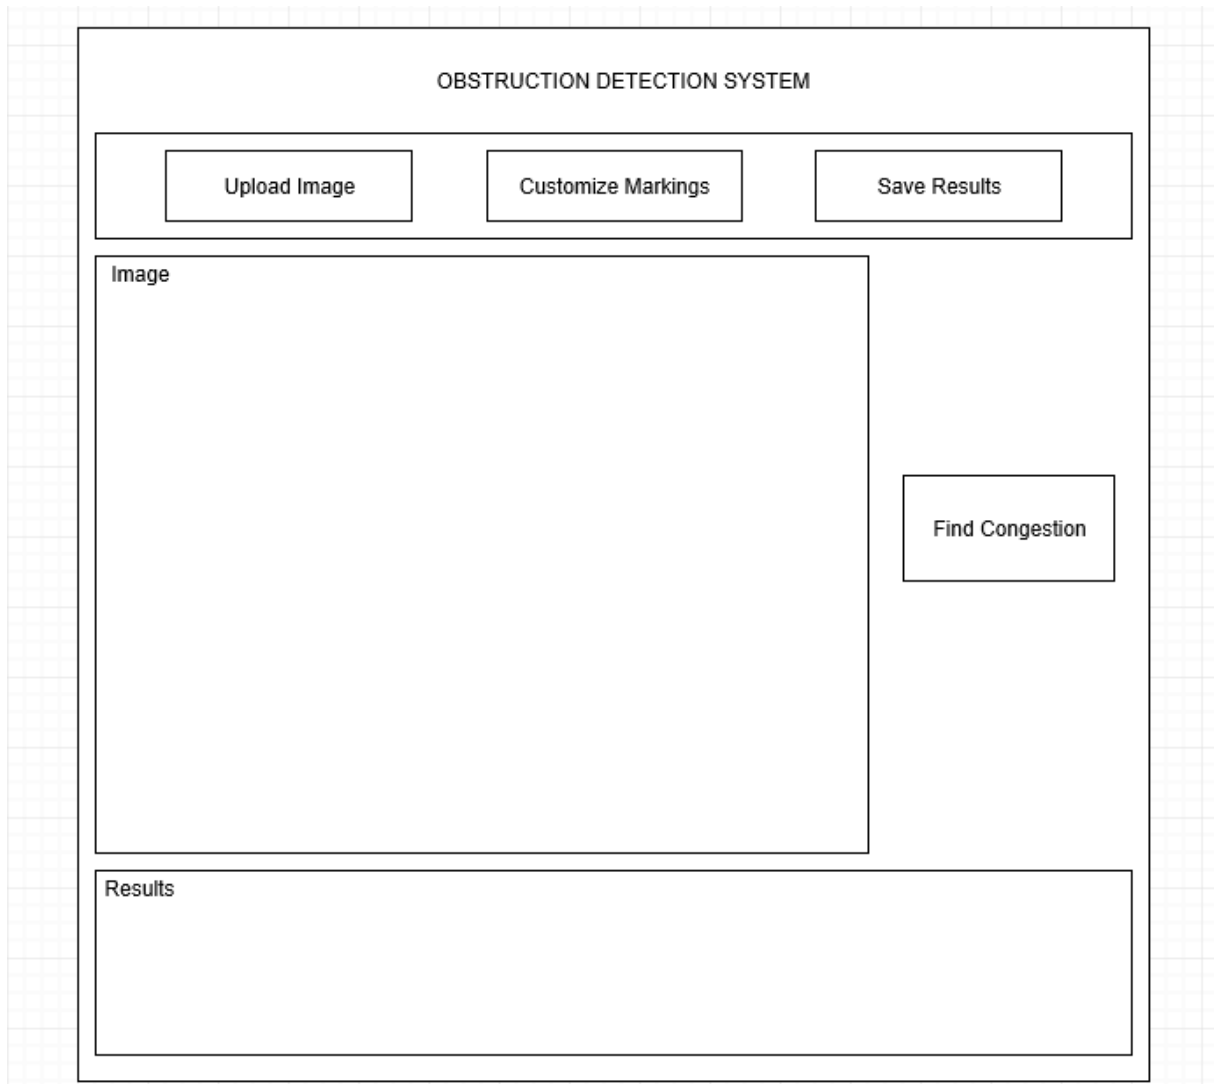 OBSTRUCTION DETECTION SYSTEM
Upload Image
Customize Markings
Save Results
Image
Find Congestion
Results